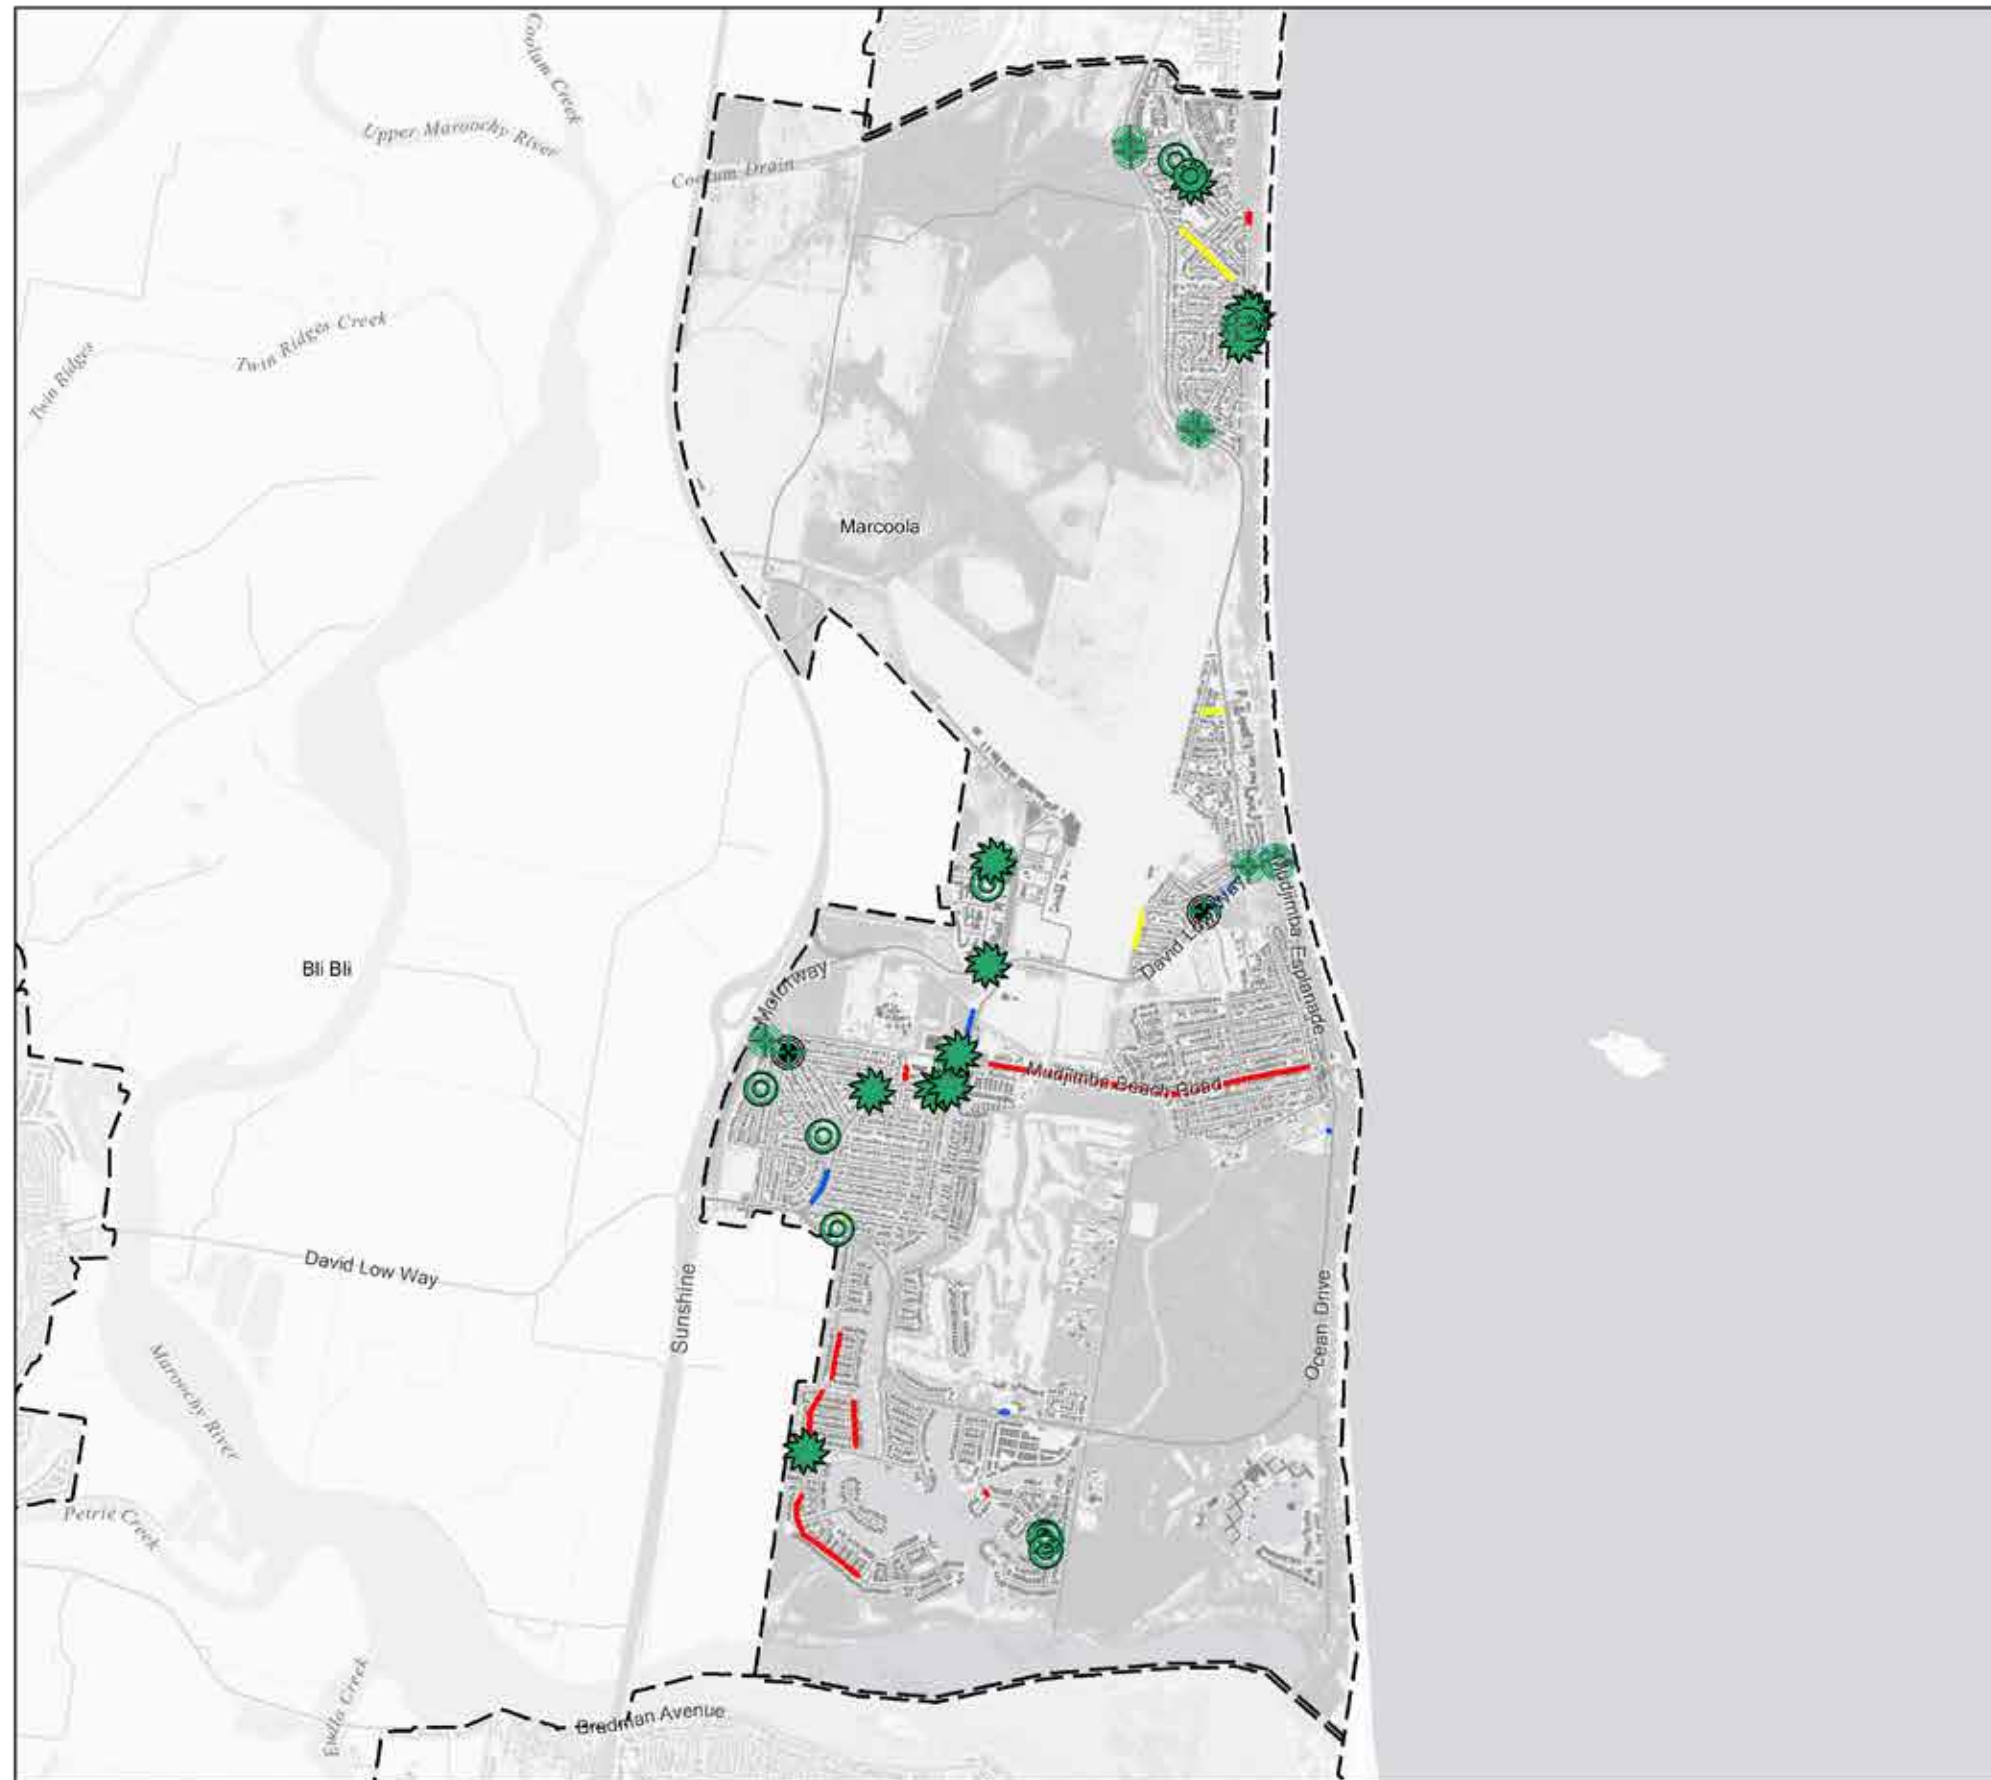 Coolum Creek
Upper Maroochy River
Coolum Drain
Twin Ridges Creek
Twin Ridges
Marcoola
Mudjimba Esplanade
David Low Way
Bli Bli
Motorway
Mudjimba Beach Road
David Low Way
Sunshine
Ocean Drive
Maroochy River
Petrie Creek
Eudlo Creek
Bradman Avenue